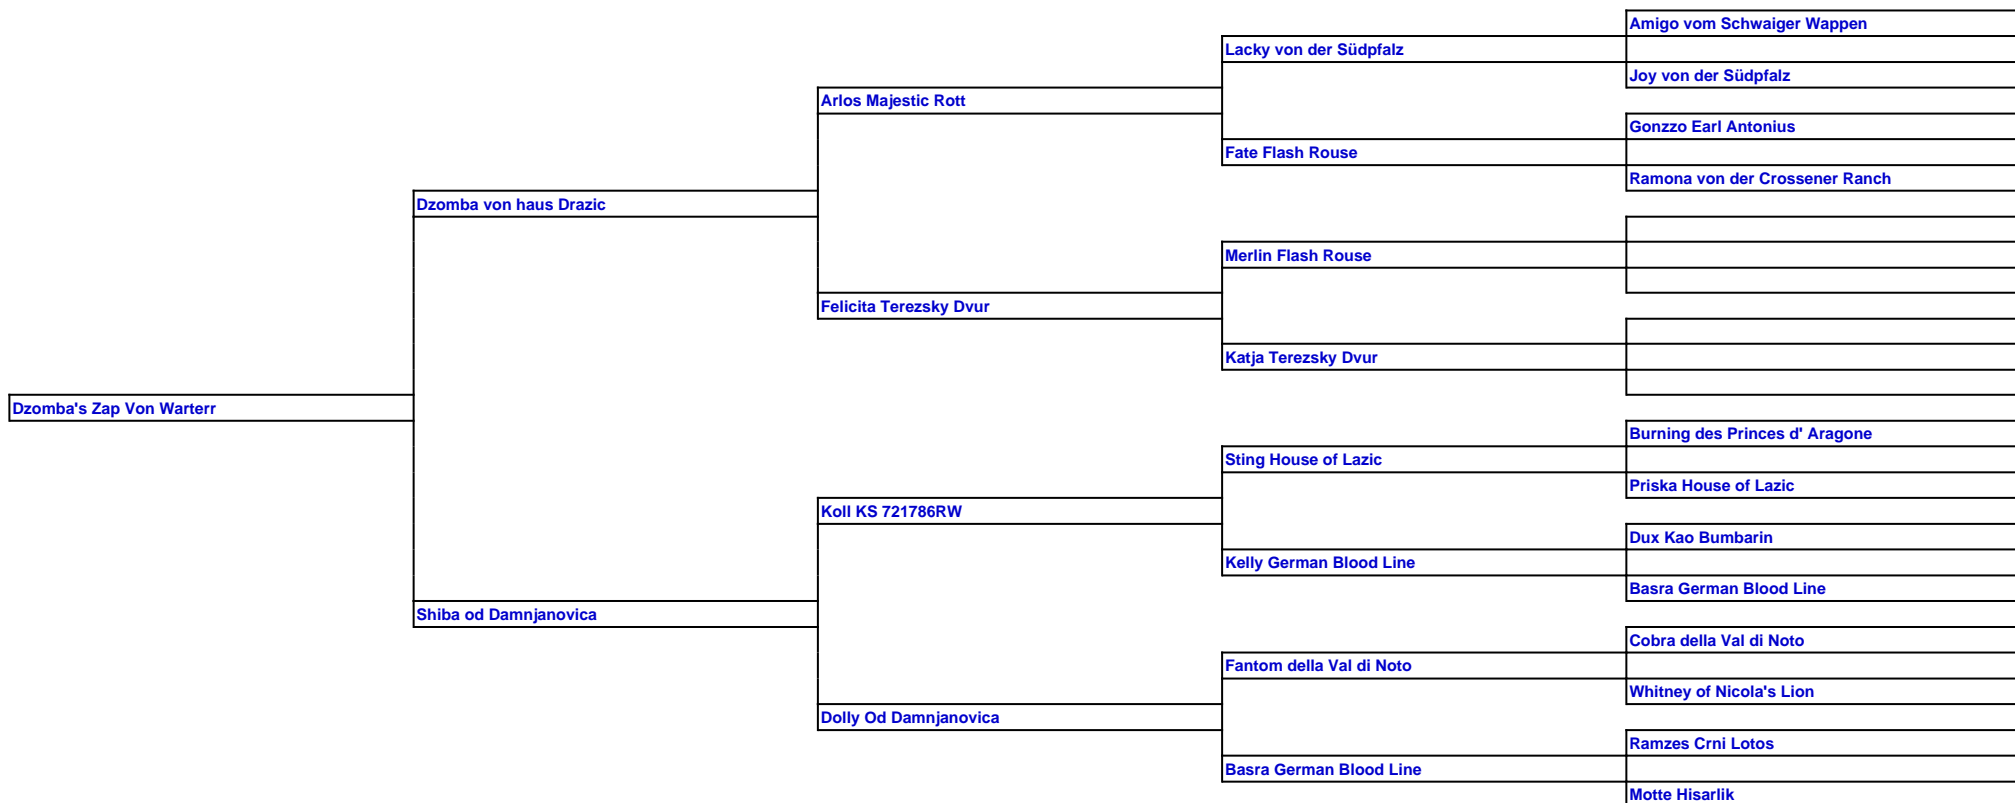 Amigo vom Schwaiger Wappen
Lacky von der Südpfalz
Joy von der Südpfalz
Arlos Majestic Rott
Gonzzo Earl Antonius
Fate Flash Rouse
Ramona von der Crossener Ranch
Dzomba von haus Drazic
Merlin Flash Rouse
Felicita Terezsky Dvur
Katja Terezsky Dvur
Dzomba's Zap Von Warterr
Burning des Princes d' Aragone
Sting House of Lazic
Priska House of Lazic
Koll KS 721786RW
Dux Kao Bumbarin
Kelly German Blood Line
Basra German Blood Line
Shiba od Damnjanovica
Cobra della Val di Noto
Fantom della Val di Noto
Whitney of Nicola's Lion
Dolly Od Damnjanovica
Ramzes Crni Lotos
Basra German Blood Line
Motte Hisarlik